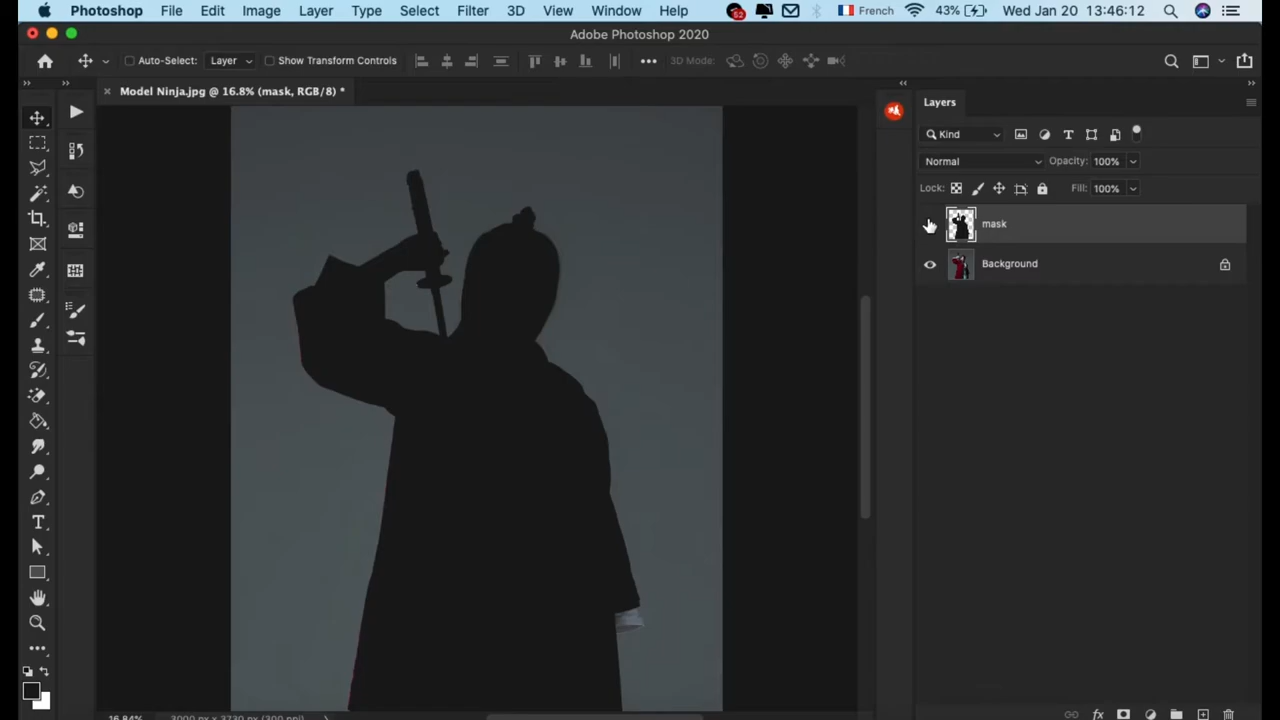 Photoshop File Edit Image Layer Type Select Filter 3D View Window Help 52 French 43% Wed Jan 20 13:46:12
Adobe Photoshop 2020
Auto-Select: Layer Show Transform Controls 3D Mode:
Model Ninja.jpg @ 16.8% (mask, RGB/8) *
Layers
Kind
Normal Opacity: 100%
Lock: Fill: 100%
mask
Background
16.84% 3000 px x 3730 px (300 ppi)